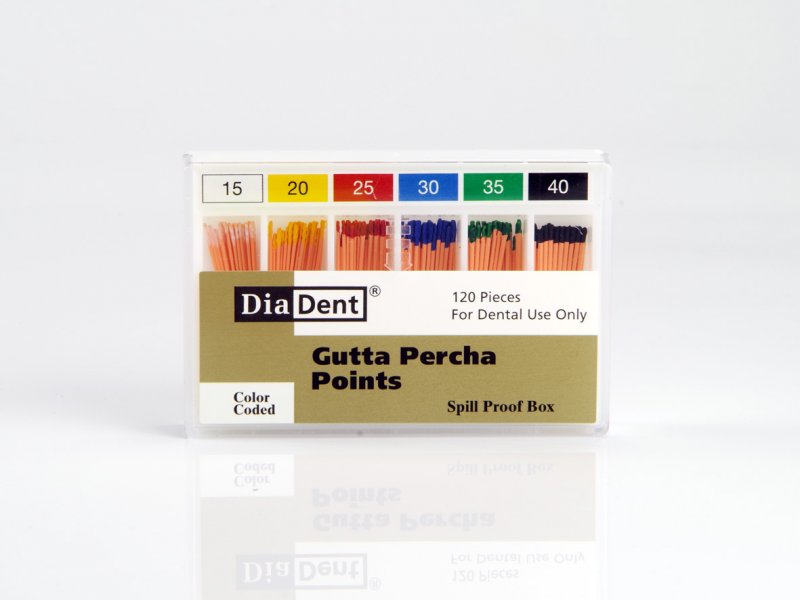 15 20 25 30 35 40
DiaDent®
120 Pieces
For Dental Use Only
Gutta Percha
Points
Color
Coded
Spill Proof Box